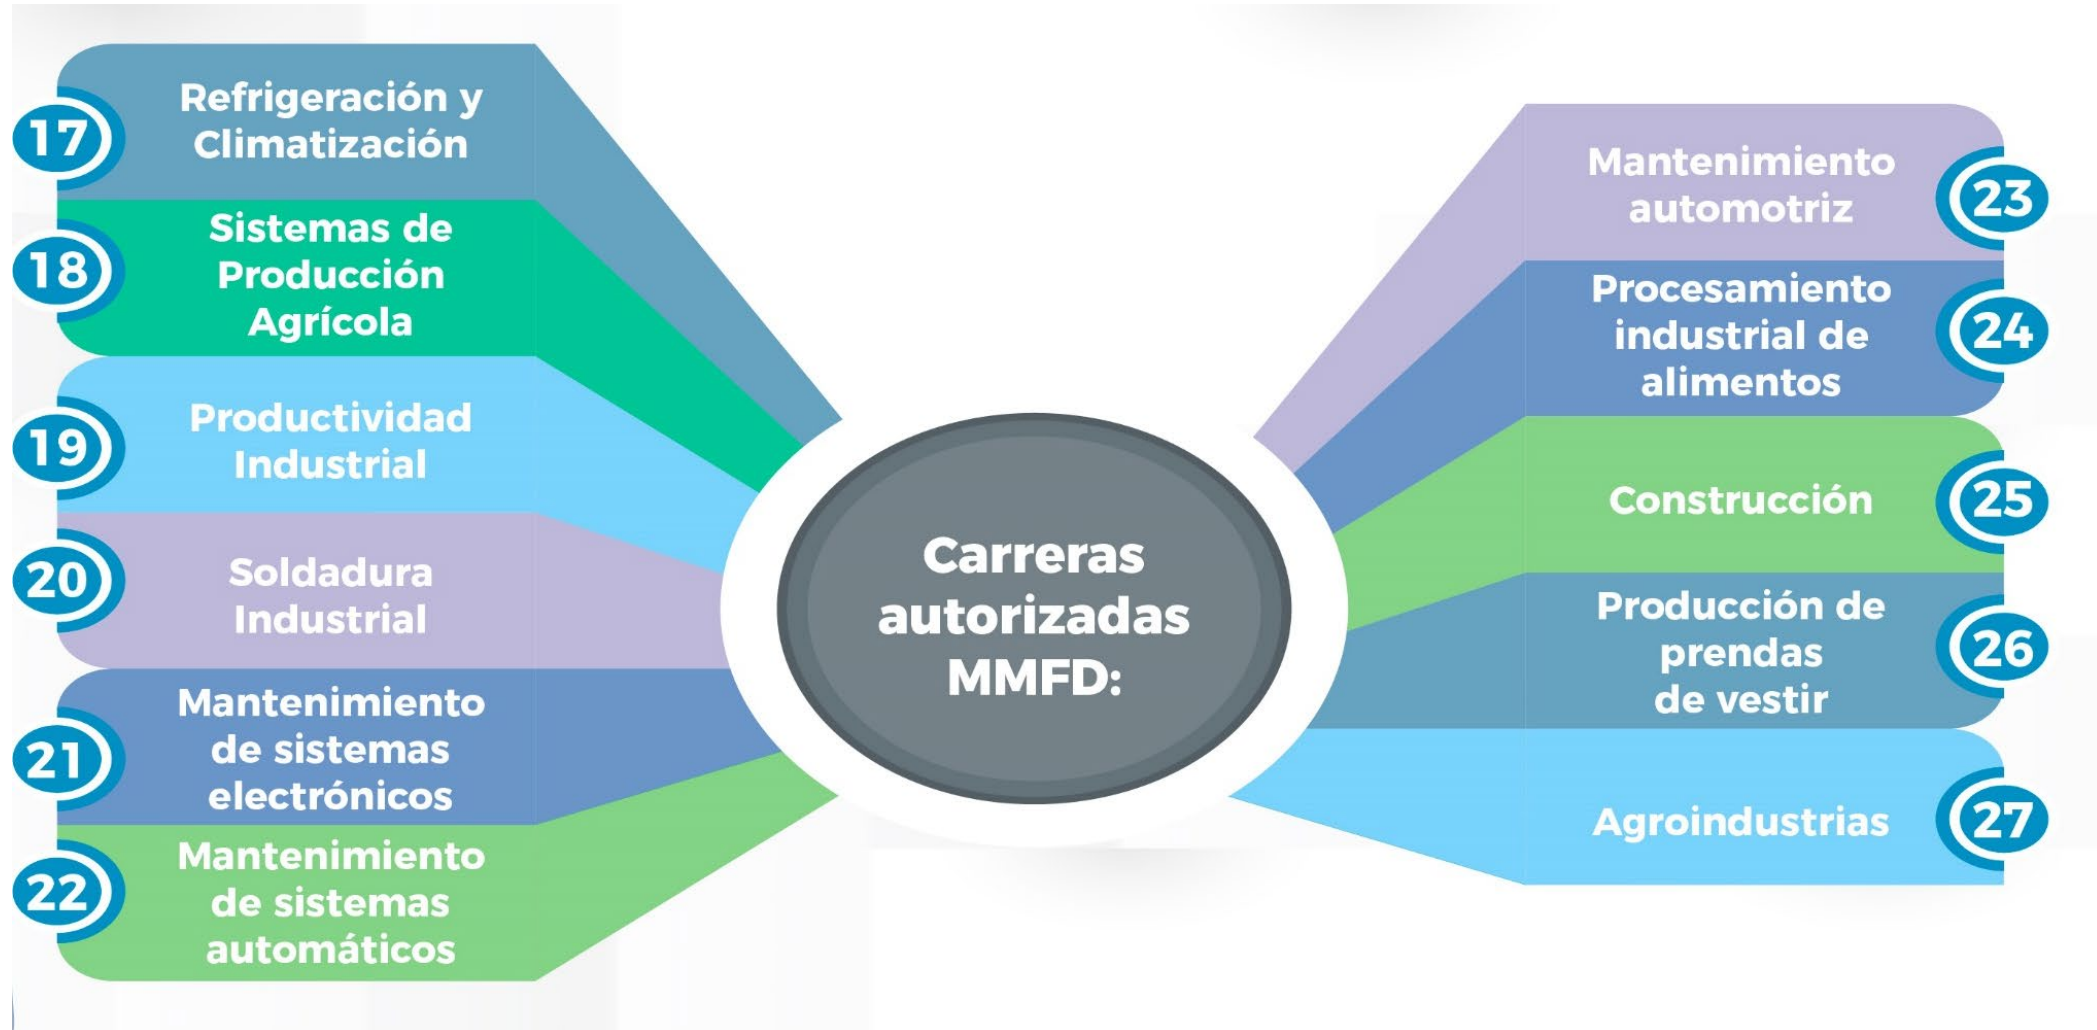 17
Refrigeración y
Climatización
18
Sistemas de
Producción
Agrícola
19
Productividad
Industrial
20
Soldadura
Industrial
21
Mantenimiento
de sistemas
electrónicos
22
Mantenimiento
de sistemas
automáticos
Carreras
autorizadas
MMFD:
Mantenimiento
automotriz
23
Procesamiento
industrial de
alimentos
24
Construcción
25
Producción de
prendas
de vestir
26
Agroindustrias
27